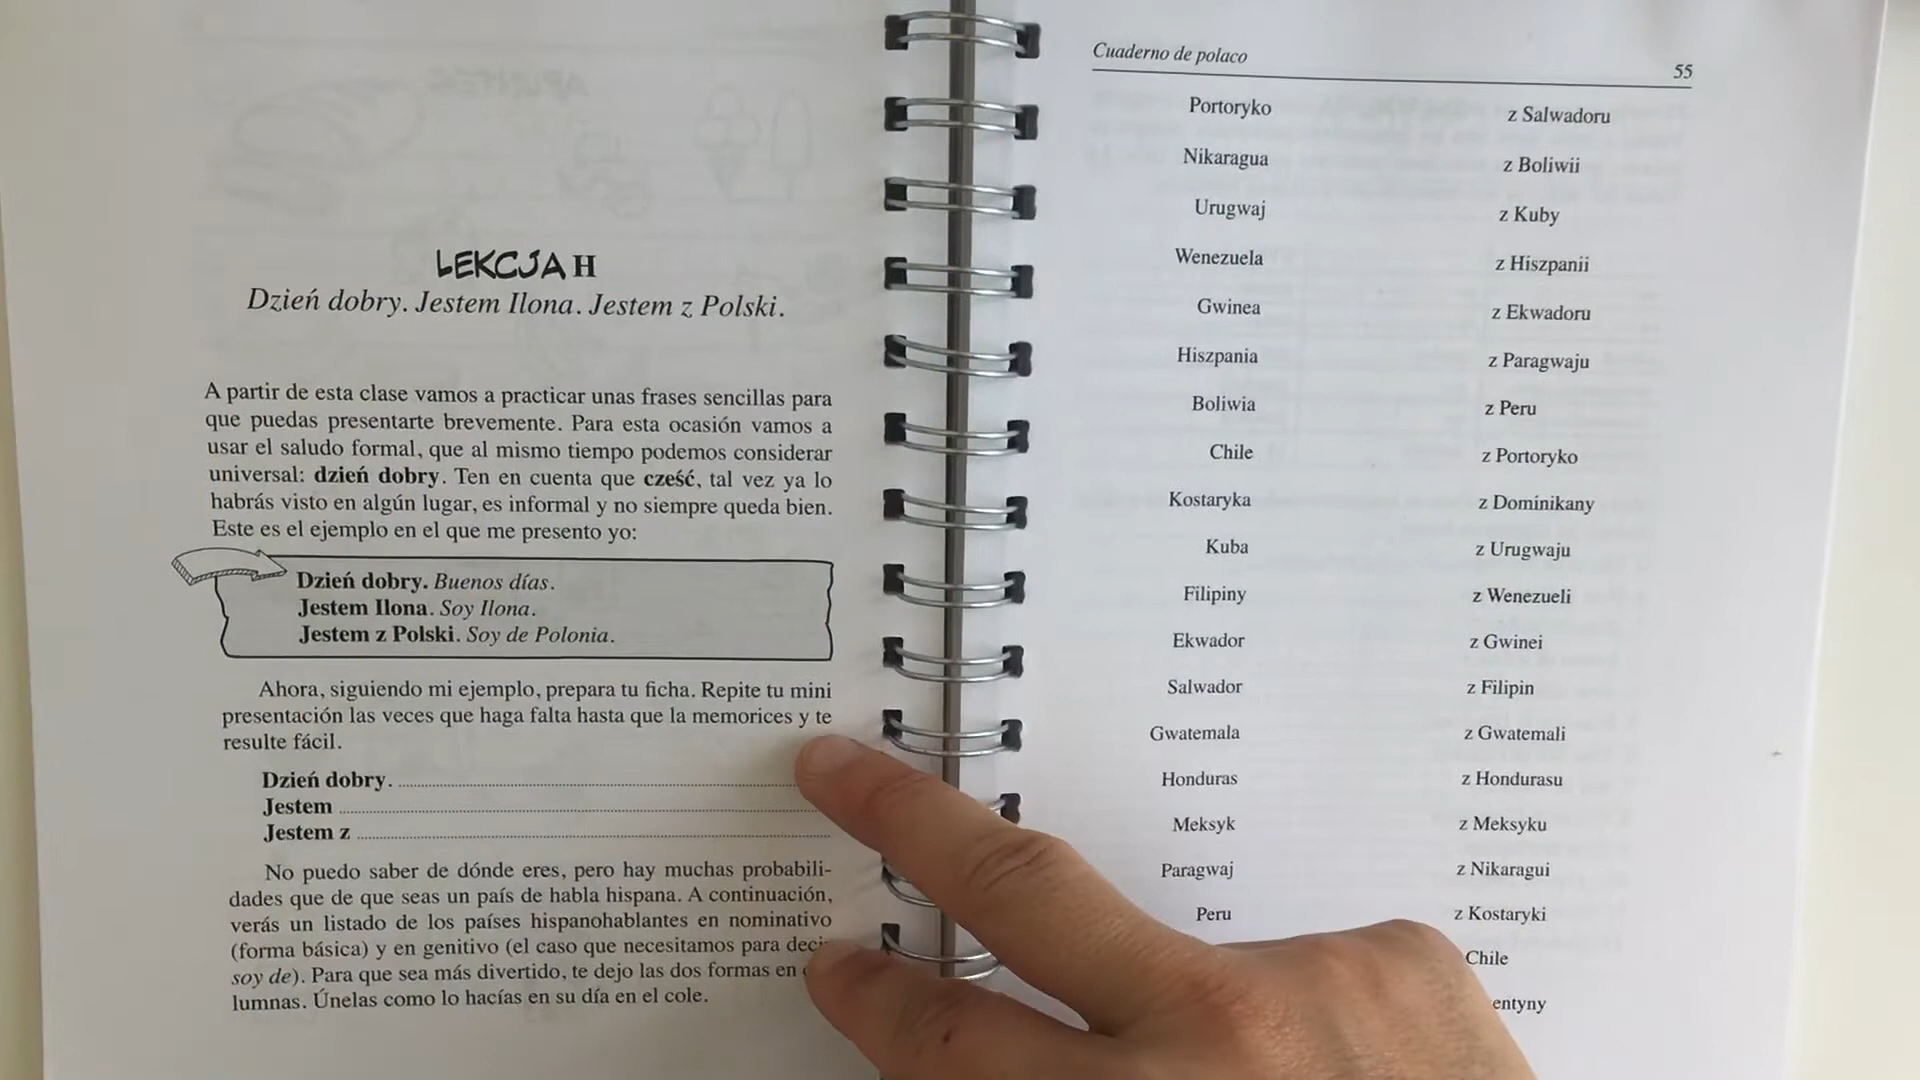 LEKCJA H
Dzień dobry. Jestem Ilona. Jestem z Polski.
A partir de esta clase vamos a practicar unas frases sencillas para
que puedas presentarte brevemente. Para esta ocasión vamos a
usar el saludo formal, que al mismo tiempo podemos considerar
universal: dzień dobry. Ten en cuenta que cześć, tal vez ya lo
habrás visto en algún lugar, es informal y no siempre queda bien.
Este es el ejemplo en el que me presento yo:
Dzień dobry. Buenos días.
Jestem Ilona. Soy Ilona.
Jestem z Polski. Soy de Polonia.
Ahora, siguiendo mi ejemplo, prepara tu ficha. Repite tu mini
presentación las veces que haga falta hasta que la memorices y te
resulte fácil.
Dzień dobry.
Jestem
Jestem z
No puedo saber de dónde eres, pero hay muchas probabili-
dades que de que seas un país de habla hispana. A continuación,
verás un listado de los países hispanohablantes en nominativo
(forma básica) y en genitivo (el caso que necesitamos para
soy de). Para que sea más divertido, te dejo las dos formas en
lumnas. Únelas como lo hacías en su día en el cole.
Cuaderno de polaco 55
Portoryko z Salwadoru
Nikaragua z Boliwii
Urugwaj z Kuby
Wenezuela z Hiszpanii
Gwinea z Ekwadoru
Hiszpania z Paragwaju
Boliwia z Peru
Chile z Portoryko
Kostaryka z Dominikany
Kuba z Urugwaju
Filipiny z Wenezueli
Ekwador z Gwinei
Salwador z Filipin
Gwatemala z Gwatemali
Honduras z Hondurasu
Meksyk z Meksyku
Paragwaj z Nikaragui
Peru z Kostaryki
Chile
entyny